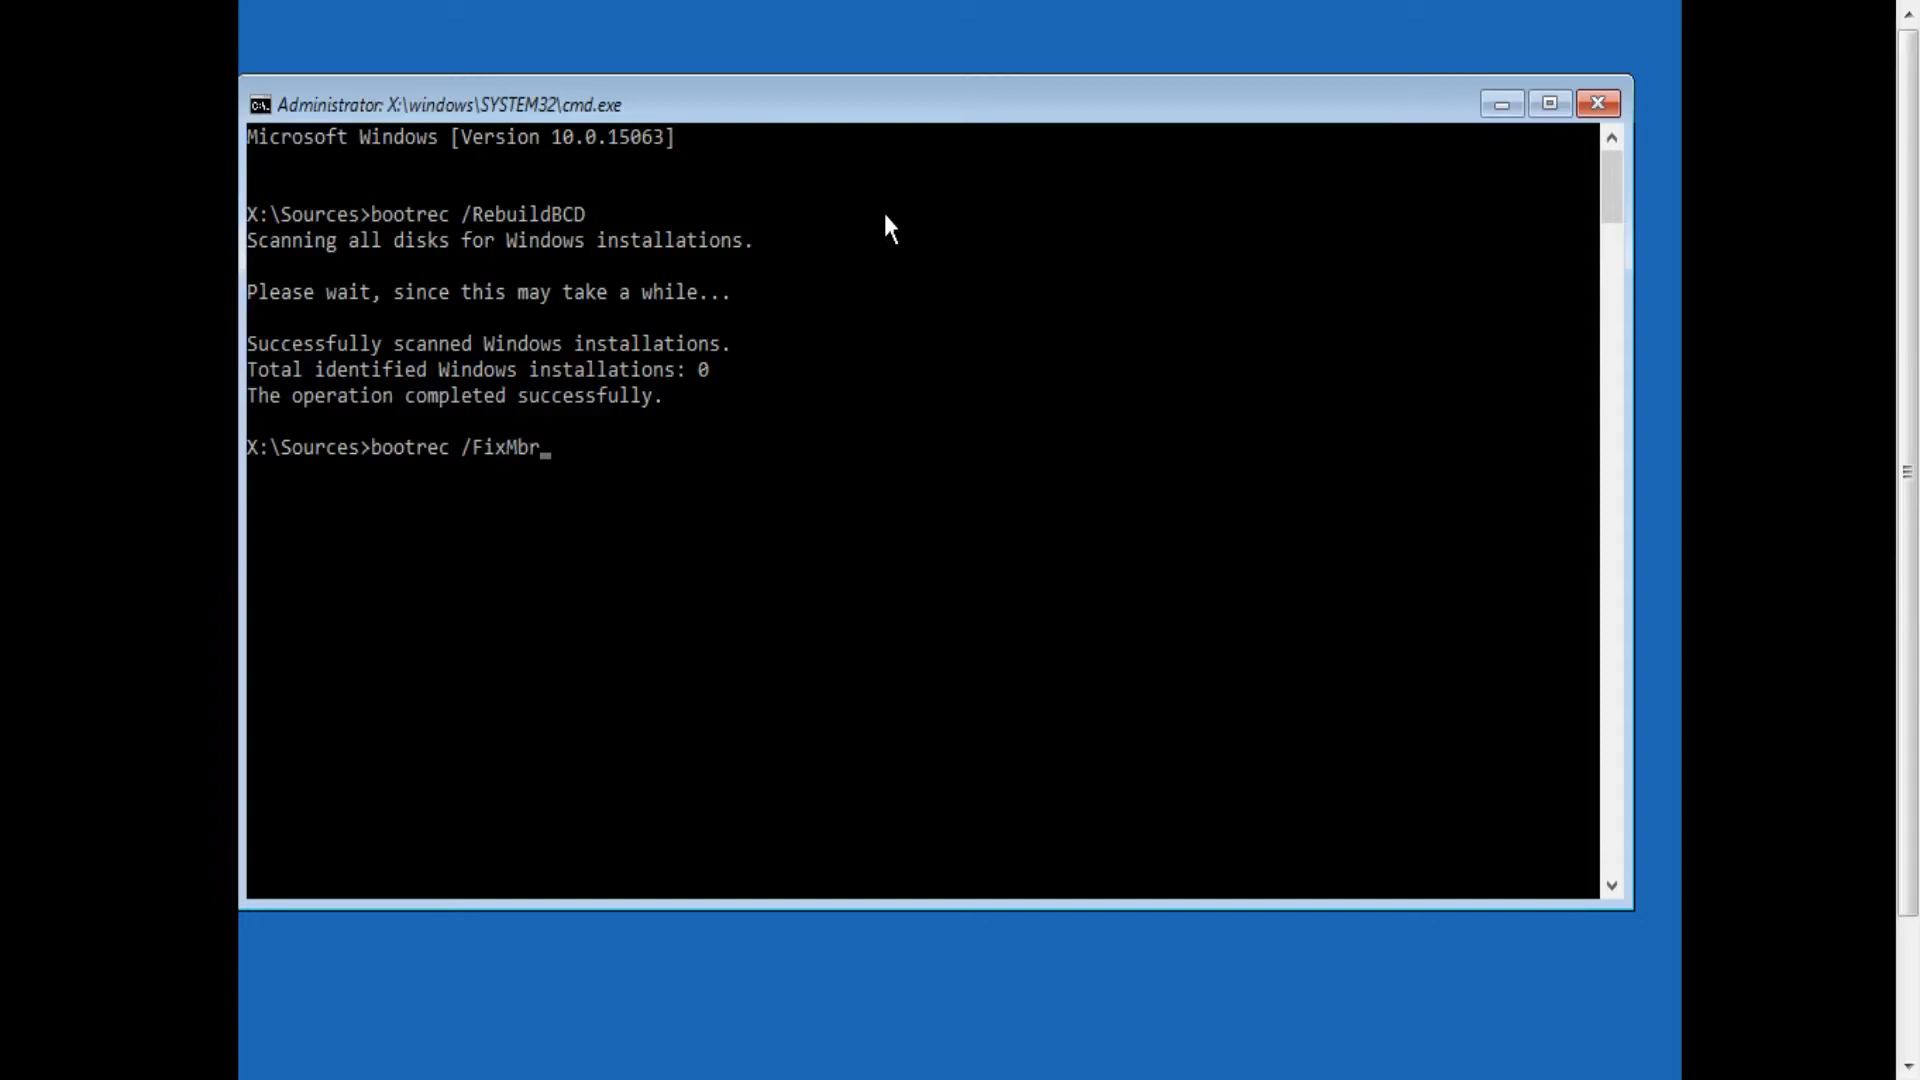 Administrator: X:\windows\SYSTEM32\cmd.exe
Microsoft Windows [Version 10.0.15063]
X:\Sources>bootrec /RebuildBCD
Scanning all disks for Windows installations.
Please wait, since this may take a while...
Successfully scanned Windows installations.
Total identified Windows installations: 0
The operation completed successfully.
X:\Sources>bootrec /FixMbr_